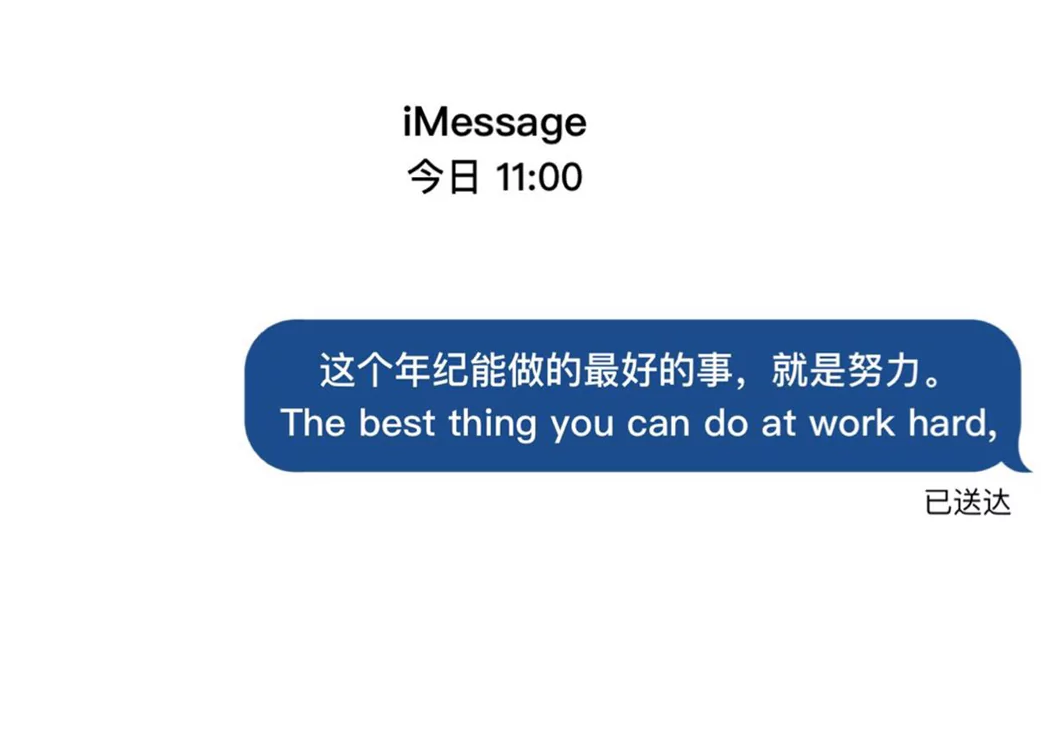 iMessage
今日 11:00
这个年纪能做的最好的事，就是努力。
The best thing you can do at work hard,
已送达